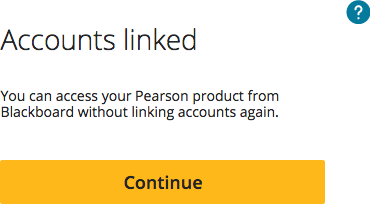 ?
Accounts linked
You can access your Pearson product from
Blackboard without linking accounts again.
Continue